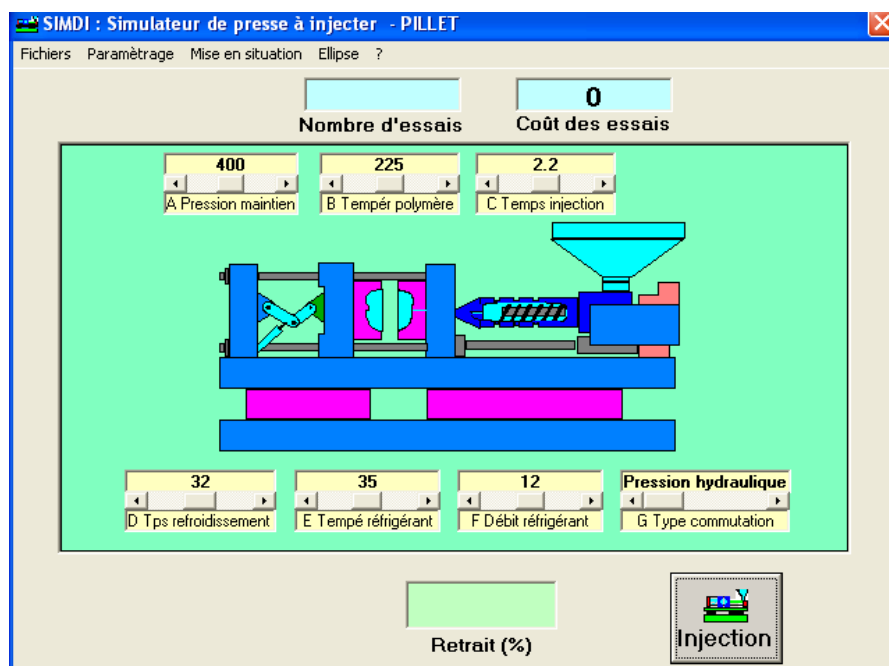 SIMDI : Simulateur de presse à injecter - PILLET
Fichiers Paramètrage Mise en situation Ellipse ?
0
Nombre d'essais Coût des essais
400 225 2.2
A Pression maintien B Tempér polymère C Temps injection
32 35 12 Pression hydraulique
D Tps refroidissement E Tempé réfrigérant F Débit réfrigérant G Type commutation
Retrait (%) Injection